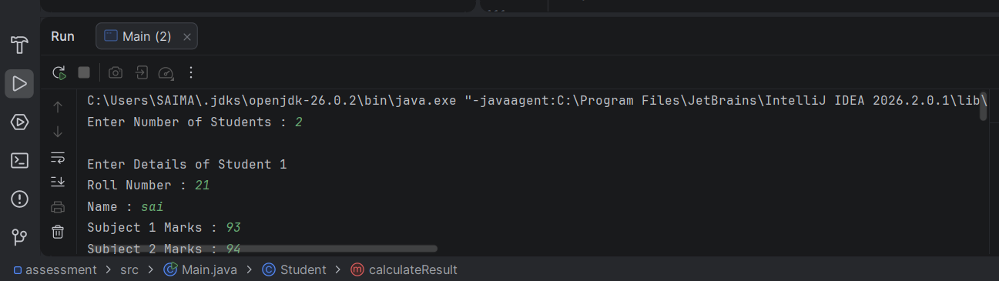 Run Main (2)
C:\Users\SAIMA\.jdks\openjdk-26.0.2\bin\java.exe "-javaagent:C:\Program Files\JetBrains\IntelliJ IDEA 2026.2.0.1\lib\
Enter Number of Students : 2
Enter Details of Student 1
Roll Number : 21
Name : sai
Subject 1 Marks : 93
Subject 2 Marks : 94
assessment > src > Main.java > Student > calculateResult